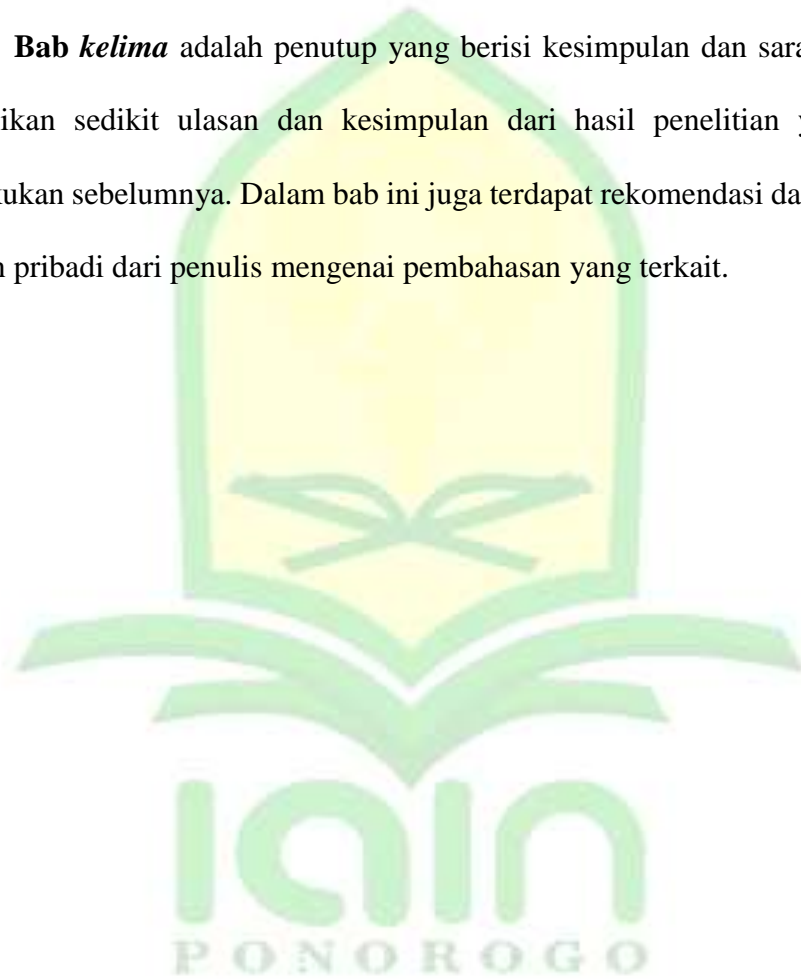 Bab kelima adalah penutup yang berisi kesimpulan dan sara
ikan sedikit ulasan dan kesimpulan dari hasil penelitian y
ukan sebelumnya. Dalam bab ini juga terdapat rekomendasi da
n pribadi dari penulis mengenai pembahasan yang terkait.
iain
PONOROGO